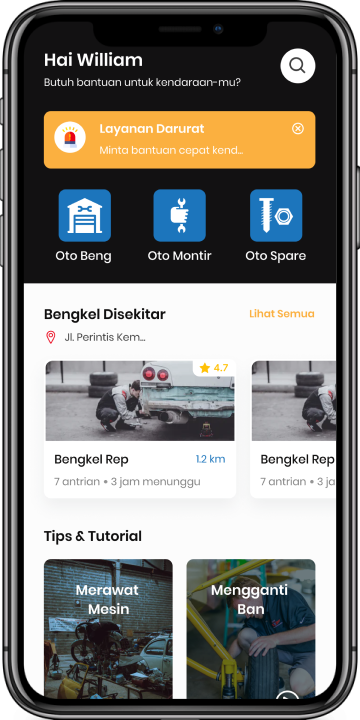 Hai William
Butuh bantuan untuk kendaraan-mu?
Layanan Darurat
Minta bantuan cepat kend...
Oto Beng
Oto Montir
Oto Spare
Bengkel Disekitar
Lihat Semua
Jl. Perintis Kem...
4.7
Bengkel Rep
1.2 km
7 antrian • 3 jam menunggu
Bengkel Rep
7 antrian • 3 ja
Tips & Tutorial
Merawat
Mesin
Mengganti
Ban